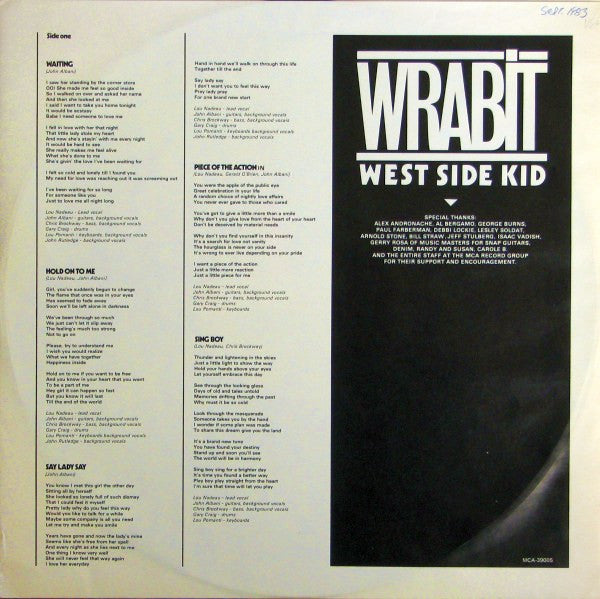 Sept. 1983
Side one
WAITING
(John Albani)
I saw her standing by the corner store
OO! She made me feel so good inside
So I walked on over and asked her name
And then she looked at me
I said I want to take you home tonight
It would be ecstasy
Babe I need someone to love me
I fell in love with her that night
That little lady stole my heart
And now she's stayin' with me every night
It would be hard to see
She really makes me feel alive
What she's done to me
She's givin' the love I've been waiting for
I felt so cold and lonely till I found you
My need for love was reaching out it was screaming out
I've been waiting for so long
For someone like you
Just to love me all night long
Lou Nadeau - Lead vocal
John Albani - guitars, background vocals
Chris Brockway - bass, background vocals
Gary Craig - drums
Lou Pomanti - keyboards background vocals
John Rutledge - background vocals
HOLD ON TO ME
(Lou Nadeau, John Albani)
Girl, you've suddenly begun to change
The flame that once was in your eyes
Has seemed to fade away
Soon we'll be left alone in darkness
We've been through so much
We just can't let it slip away
The feeling's much too strong
Not to go on
Please, try to understand me
I wish you would realize
What we have together
Happiness inside
Hold on to me if you want to be free
And you know in your heart that you want
To be a part of me
Hey girl it can happen so fast
But you know it will last
Till the end of the world
Lou Nadeau - lead vocal
John Albani - guitars, background vocals
Chris Brockway - bass, background vocals
Gary Craig - drums
Lou Pomanti - keyboards background vocals
John Rutledge - background vocals
SAY LADY SAY
(John Albani)
You know I met this girl the other day
Sitting all by herself
She looked so lonely full of such dismay
That I could feel it myself
Pretty lady why do you feel this way
Would you like to talk for a while
Maybe some company is all you need
Let me try and make you smile
Years have gone and now the lady's mine
Seems like she's free from her spell
And every night as she lies next to me
One thing I know very well
She will never feel that way again
I love her everyday
Hand in hand we'll walk on through this life
Together till the end
Say lady say
I don't want you to feel this way
Pray lady pray
For one brand new start
Lou Nadeau - lead vocal
John Albani - guitars, background vocals
Chris Brockway - bass, background vocals
Gary Craig - drums
Lou Pomanti - keyboards background vocals
John Rutledge - background vocals
PIECE OF THE ACTION
(Lou Nadeau, Gerald O'Brien, John Albani)
You were the apple of the public eye
Great celebration in your life
A random choice of nightly love affairs
You never ever gave to those who cared
You've got to give a little more than a smile
Why don't you give love from the heart of your heart
Don't be deceived by material needs
Why don't you find yourself in this insanity
It's a search for love not vanity
The hourglass is never on your side
It's wrong to ever live depending on your pride
I want a piece of the action
Just a little more reaction
Just a little piece for me
Lou Nadeau - lead vocals
John Albani - guitars, background vocals
Chris Brockway - bass, background vocals
Gary Craig - drums
Lou Pomanti - keyboards
SING BOY
(Lou Nadeau, Chris Brockway)
Thunder and lightening in the skies
Just a little light to show the way
Hold your hands above your eyes
Let yourself embrace this day
See through the looking glass
Days of old and tales untold
Memories drifting through the past
Why must it be so cold
Look through the masquerade
Someone takes you by the hand
I wonder if some plan was made
To share this dream give you the land
It's a brand new tune
You have found your destiny
Stand up and soon you'll see
The world will be in harmony
Sing boy sing for a brighter day
It's time you found a better way
Play boy play straight from the heart
I'm sure that time will let you play
Lou Nadeau - lead vocals
John Albani - guitars, background vocals
Chris Brockway - bass, background vocals
Gary Craig - drums
Lou Pomanti - keyboards
WRABIT
WEST SIDE KID
SPECIAL THANKS:
ALEX ANDRONACHE, AL BERGAMO, GEORGE BURNS,
PAUL FARBERMAN, DEBBI LOCKIE, LESLEY SOLDAT,
ARNOLD STONE, BILL STRAW, JEFF STULBERG, ISAAC VADISH,
GERRY ROSA OF MUSIC MASTERS FOR SNAP GUITARS,
DENIM, RANDY AND SUSAN, CAROLE B.
AND THE ENTIRE STAFF AT THE MCA RECORD GROUP
FOR THEIR SUPPORT AND ENCOURAGEMENT.
MCA-39005